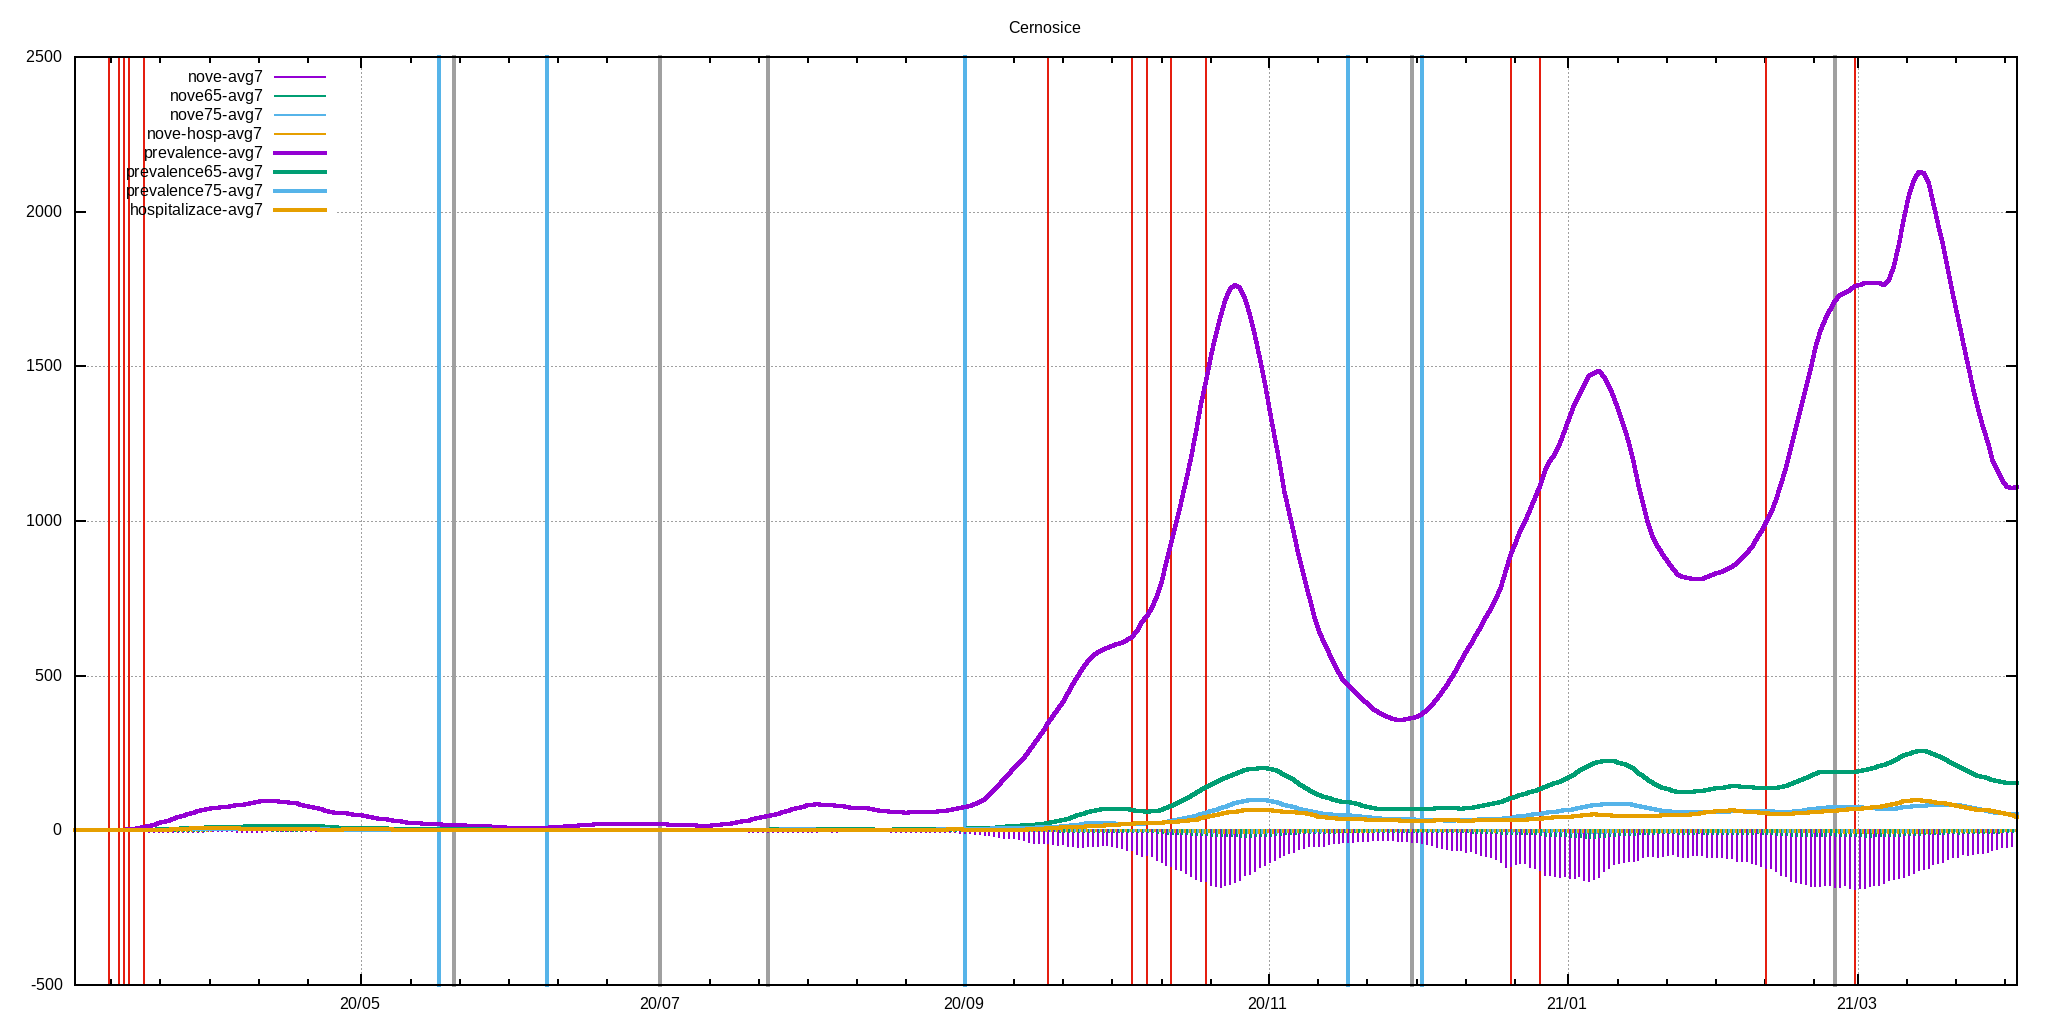 Cernosice
2500
2000
1500
1000
500
0
-500
nove-avg7
nove65-avg7
nove75-avg7
nove-hosp-avg7
prevalence-avg7
prevalence65-avg7
prevalence75-avg7
hospitalizace-avg7
20/05 20/07 20/09 20/11 21/01 21/03